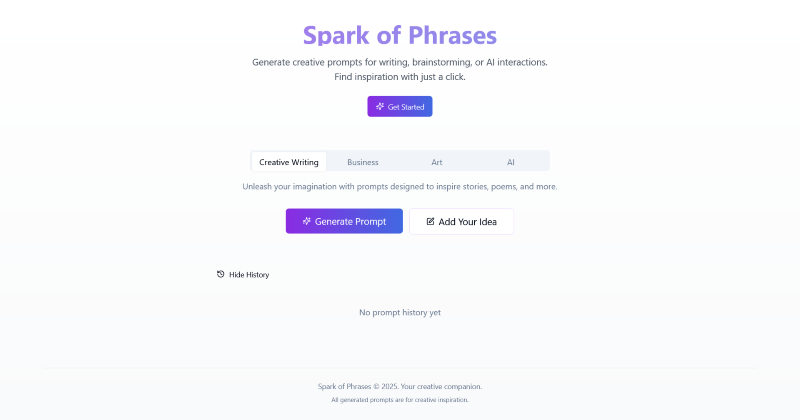 Spark of Phrases
Generate creative prompts for writing, brainstorming, or AI interactions.
Find inspiration with just a click.
Get Started
Creative Writing Business Art AI
Unleash your imagination with prompts designed to inspire stories, poems, and more.
Generate Prompt Add Your Idea
Hide History
No prompt history yet
Spark of Phrases © 2025. Your creative companion.
All generated prompts are for creative inspiration.